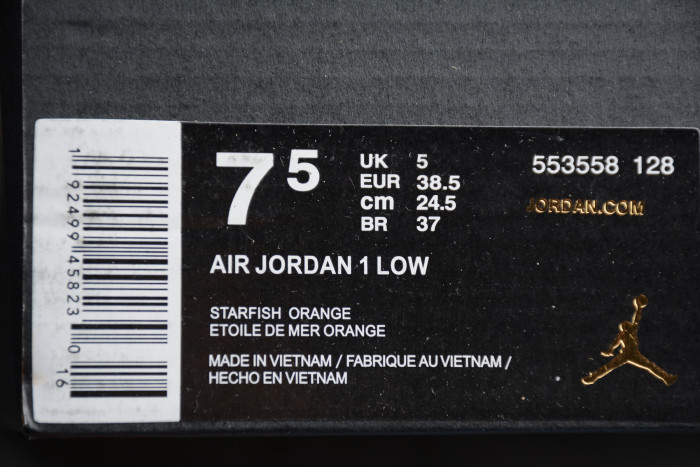 7 5
UK 5
EUR 38.5
cm 24.5
BR 37
553558 128
JORDAN.COM
AIR JORDAN 1 LOW
STARFISH ORANGE
ETOILE DE MER ORANGE
MADE IN VIETNAM / FABRIQUE AU VIETNAM /
HECHO EN VIETNAM
1 92499 45823 0 16